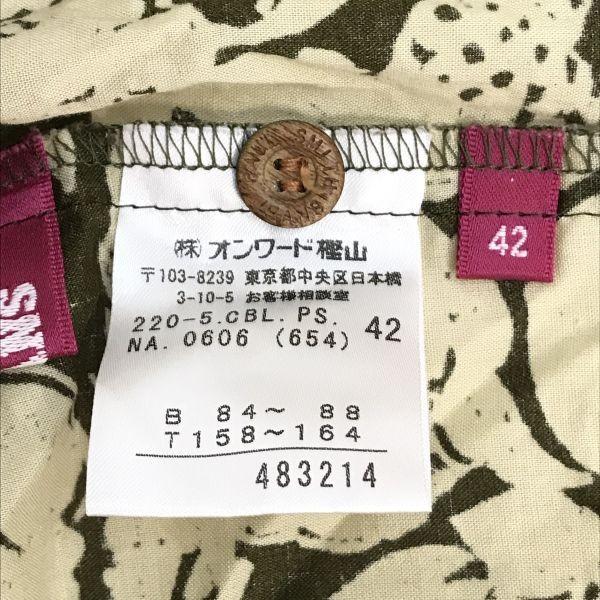 ㈱オンワード樫山
〒103-8239 東京都中央区日本橋
3-10-5 お客様相談室
220-5.CBL.PS.
NA. 0606 (654) 42
B 84～ 88
T 158～164
483214
42